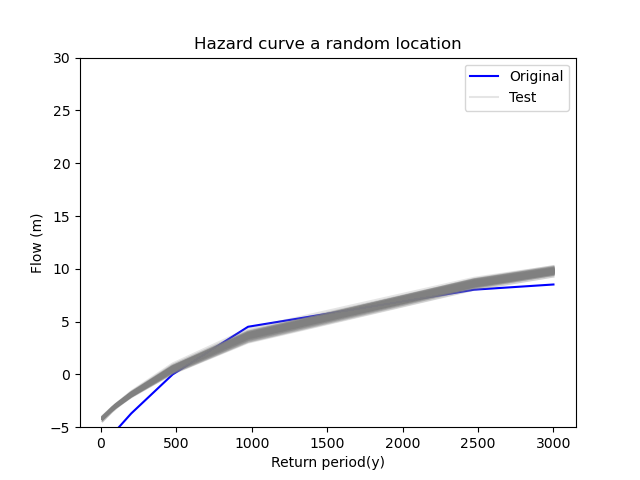 Hazard curve a random location
Original
Test
30
25
20
15
10
5
0
−5
Flow (m)
0 500 1000 1500 2000 2500 3000
Return period(y)